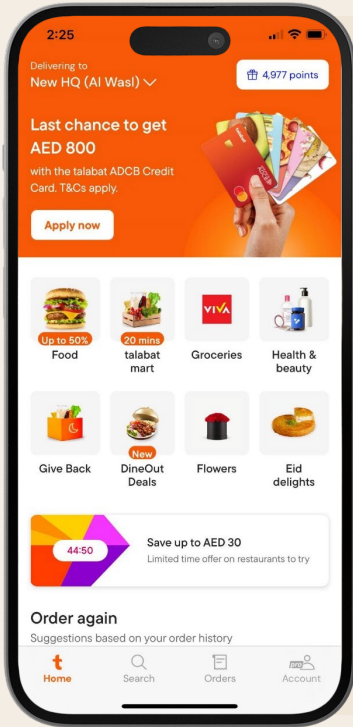 2:25
Delivering to
New HQ (Al Wasl)
4,977 points
Last chance to get
AED 800
with the talabat ADCB Credit
Card. T&Cs apply.
Apply now
talabat
ADCB
Up to 50%
Food
20 mins
talabat
mart
VIVA
Groceries
Health &
beauty
Give Back
New
DineOut
Deals
Flowers
Eid
delights
44:50
Save up to AED 30
Limited time offer on restaurants to try
Order again
Suggestions based on your order history
t
Home
Search
Orders
pro
Account